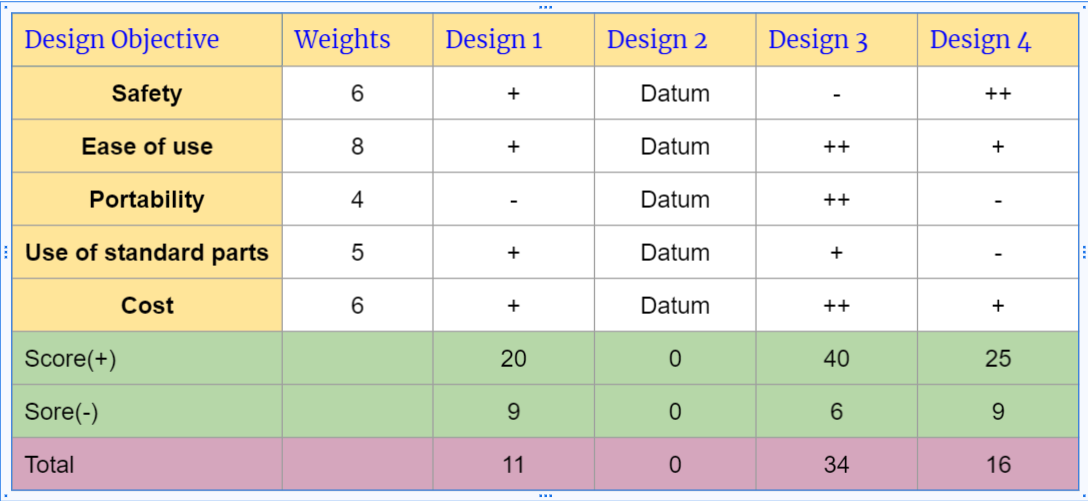 Design Objective Weights Design 1 Design 2 Design 3 Design 4
Safety 6 + Datum - ++
Ease of use 8 + Datum ++ +
Portability 4 - Datum ++ -
Use of standard parts 5 + Datum + -
Cost 6 + Datum ++ +
Score(+) 20 0 40 25
Sore(-) 9 0 6 9
Total 11 0 34 16